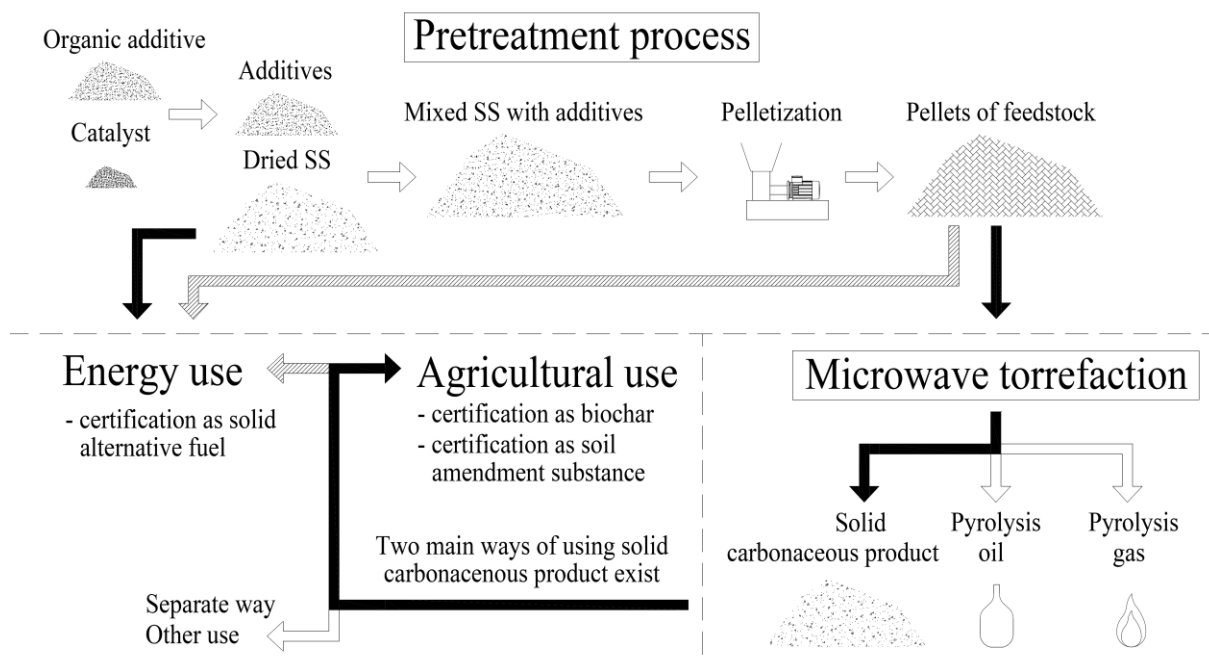 Pretreatment process
Organic additive
Catalyst
Additives
Dried SS
Mixed SS with additives
Pelletization
Pellets of feedstock
Energy use
- certification as solid
alternative fuel
Agricultural use
- certification as biochar
- certification as soil
amendment substance
Two main ways of using solid
carbonacenous product exist
Separate way
Other use
Microwave torrefaction
Solid
carbonaceous product
Pyrolysis
oil
Pyrolysis
gas